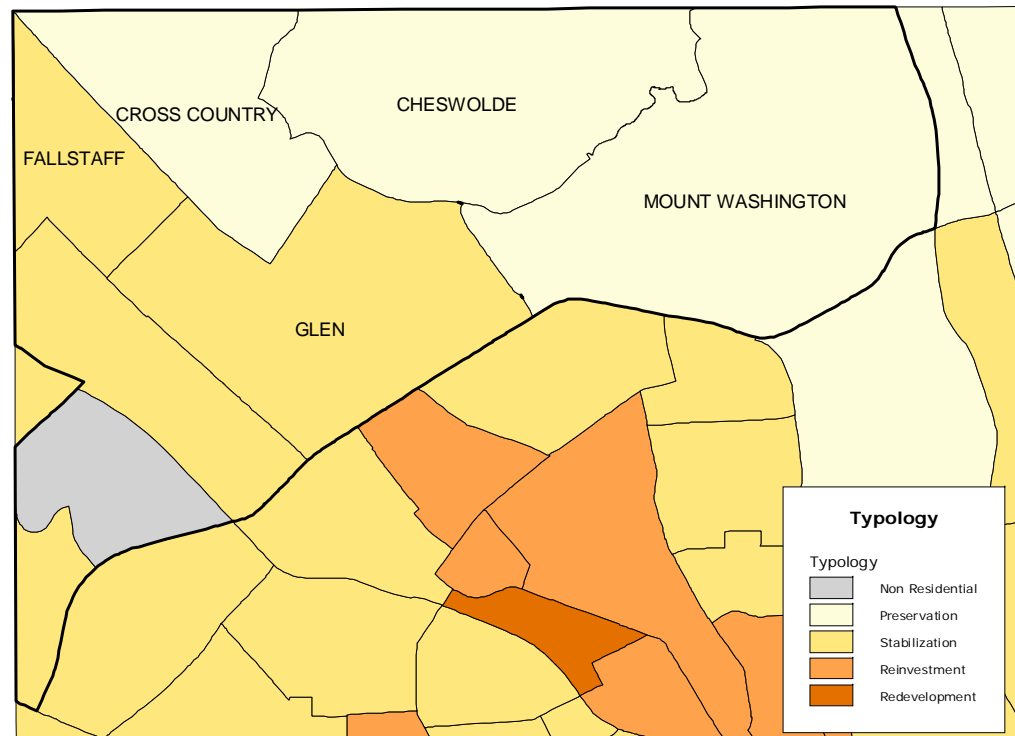 CHESWOLDE
CROSS COUNTRY
FALLSTAFF
MOUNT WASHINGTON
GLEN
Typology
Typology
Non Residential
Preservation
Stabilization
Reinvestment
Redevelopment